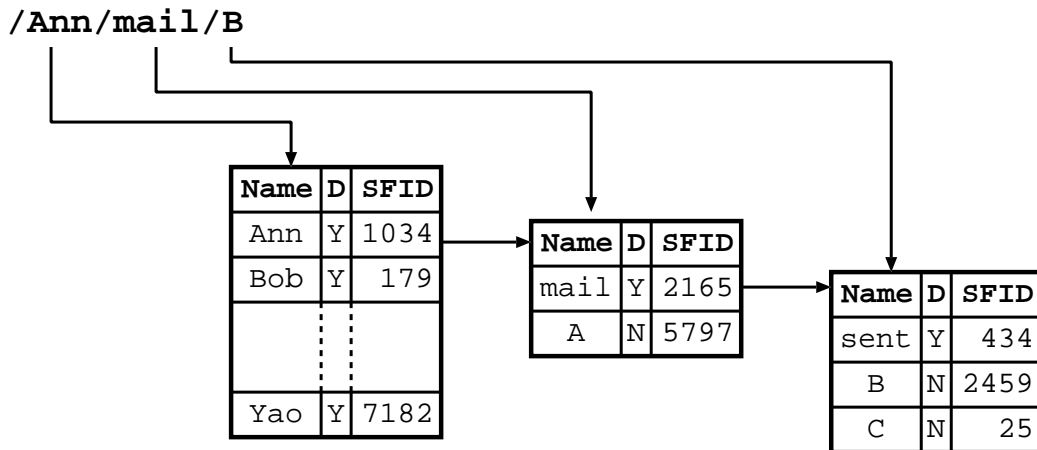 /Ann/mail/B
Name D SFID
Ann Y 1034
Bob Y 179
Yao Y 7182
Name D SFID
mail Y 2165
A N 5797
Name D SFID
sent Y 434
B N 2459
C N 25